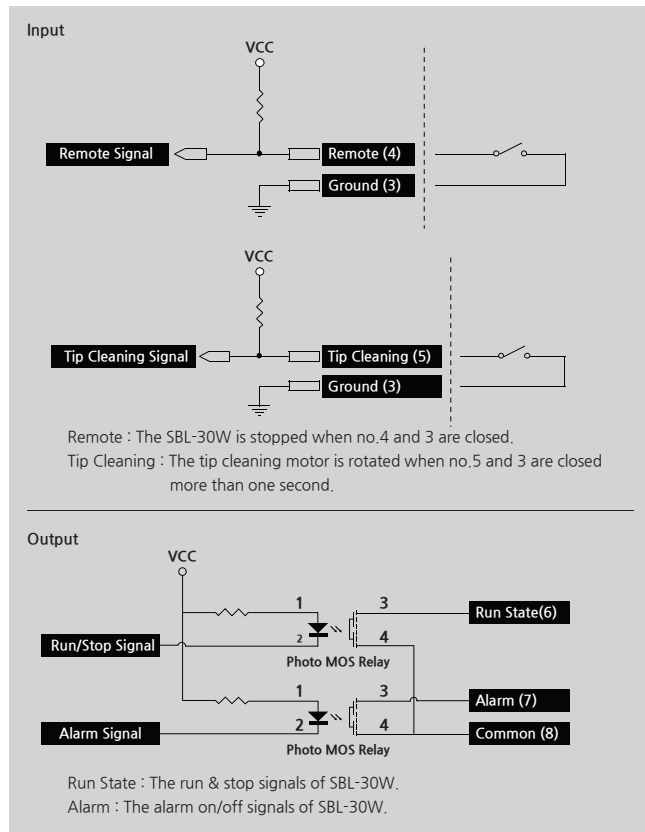 Input
VCC
Remote Signal
Remote (4)
Ground (3)
VCC
Tip Cleaning Signal
Tip Cleaning (5)
Ground (3)
Remote : The SBL-30W is stopped when no.4 and 3 are closed.
Tip Cleaning : The tip cleaning motor is rotated when no.5 and 3 are closed
more than one second.
Output
VCC
1
3
Run State(6)
2
4
Run/Stop Signal
Photo MOS Relay
1
3
Alarm (7)
2
4
Alarm Signal
Common (8)
Photo MOS Relay
Run State : The run & stop signals of SBL-30W.
Alarm : The alarm on/off signals of SBL-30W.